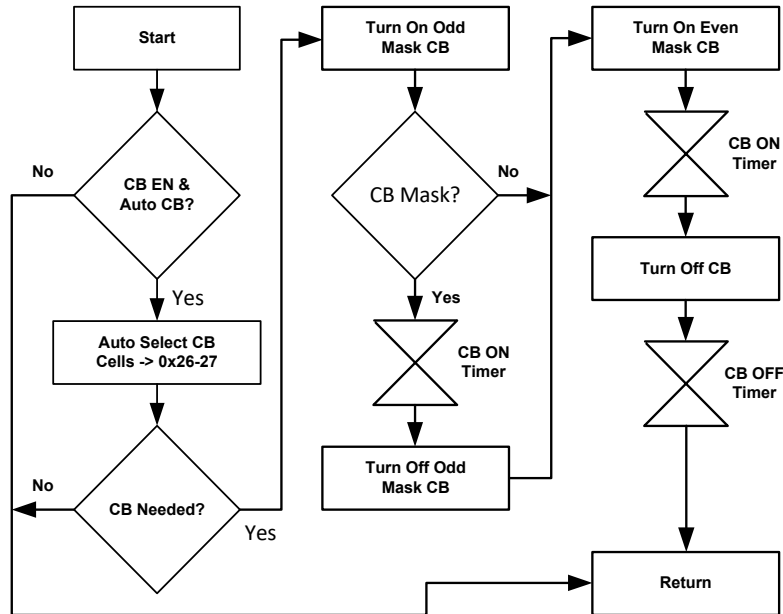 Start
No
CB EN &
Auto CB?
Yes
Auto Select CB
Cells -> 0x26-27
No
CB Needed?
Yes
Turn On Odd
Mask CB
CB Mask?
No
Yes
CB ON
Timer
Turn Off Odd
Mask CB
Turn On Even
Mask CB
CB ON
Timer
Turn Off CB
CB OFF
Timer
Return